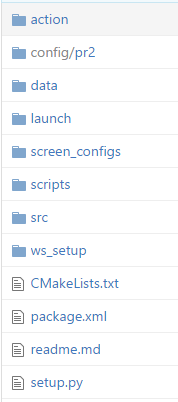 action
config/pr2
data
launch
screen_configs
scripts
src
ws_setup
CMakeLists.txt
package.xml
readme.md
setup.py